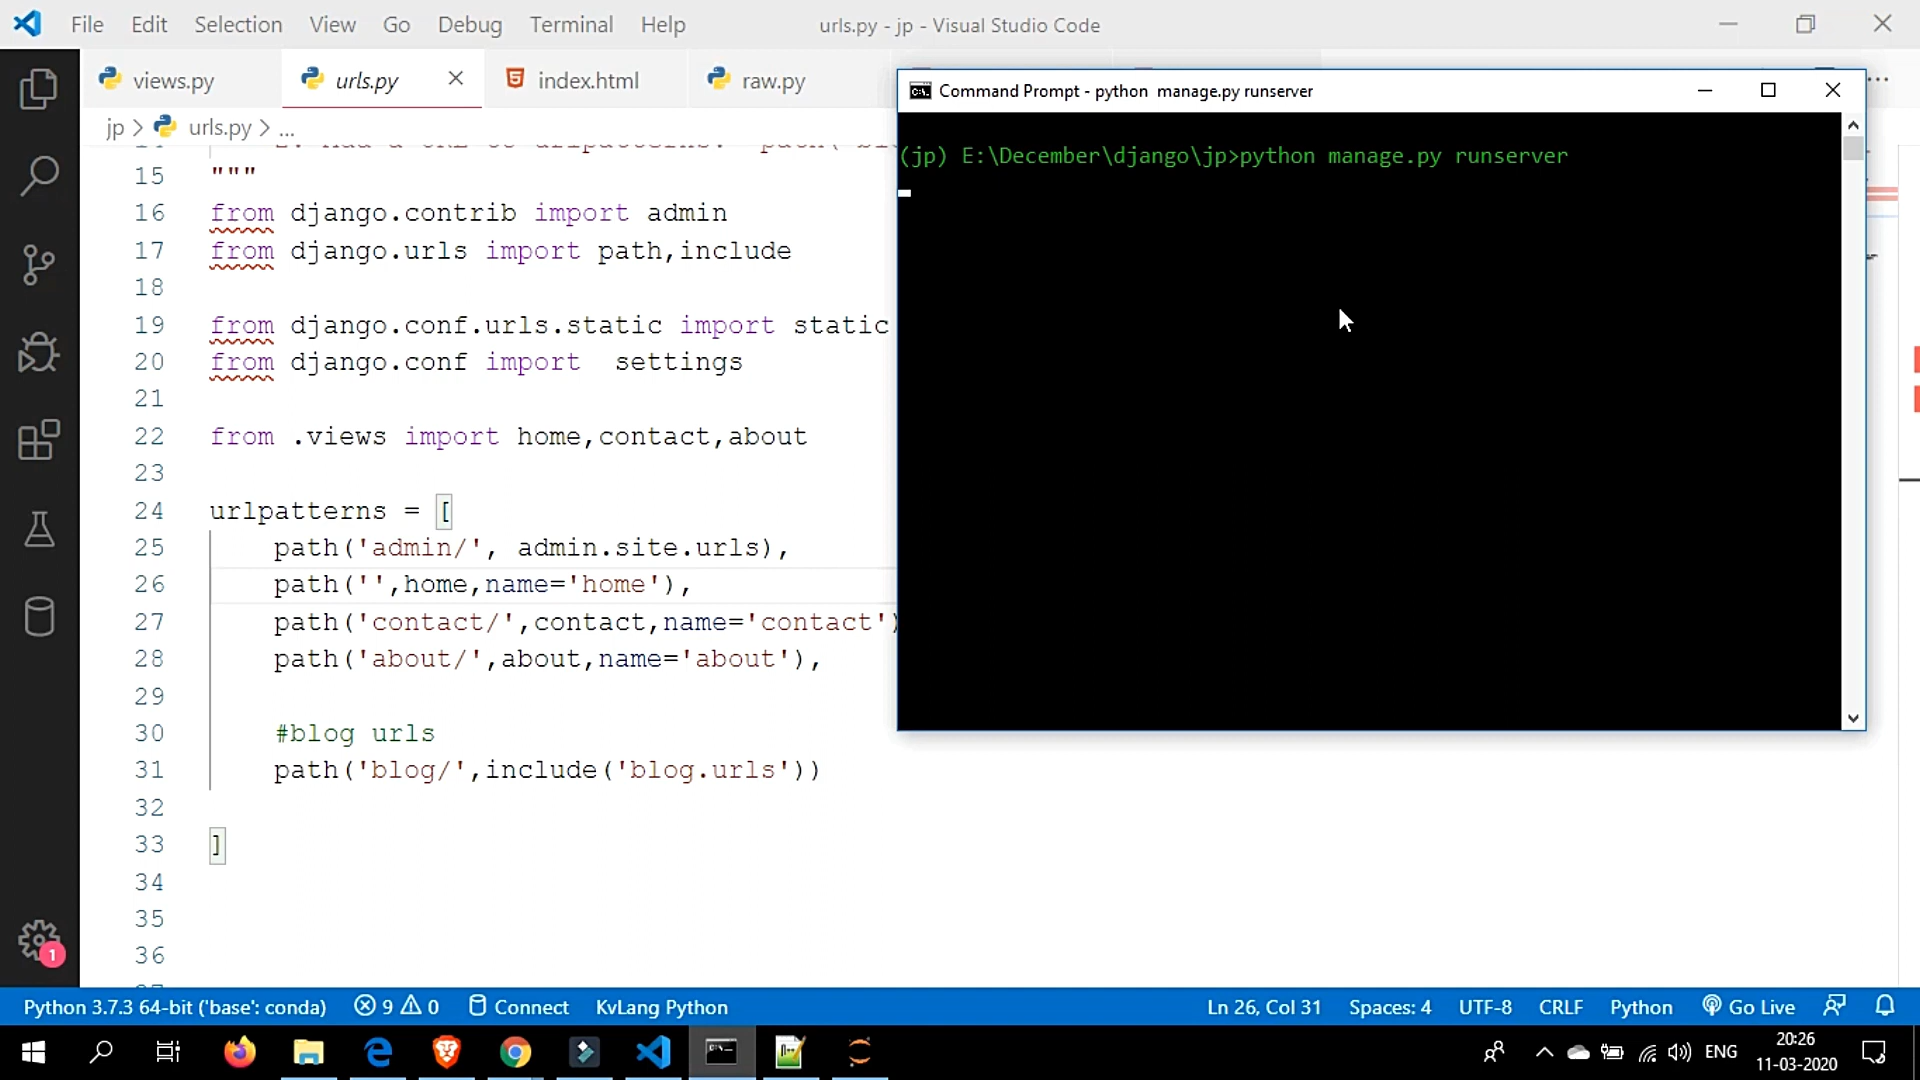 File Edit Selection View Go Debug Terminal Help
urls.py - jp - Visual Studio Code
views.py urls.py index.html raw.py
jp > urls.py > ...
Command Prompt - python manage.py runserver
(jp) E:\December\django\jp>python manage.py runserver
15 """
16 from django.contrib import admin
17 from django.urls import path,include
18
19 from django.conf.urls.static import static
20 from django.conf import  settings
21
22 from .views import home,contact,about
23
24 urlpatterns = [
25     path('admin/', admin.site.urls),
26     path('',home,name='home'),
27     path('contact/',contact,name='contact')
28     path('about/',about,name='about'),
29
30     #blog urls
31     path('blog/',include('blog.urls'))
32
33 ]
34
35
36
1
Python 3.7.3 64-bit ('base': conda) 9 0 Connect KvLang Python Ln 26, Col 31 Spaces: 4 UTF-8 CRLF Python Go Live
ENG 20:26
11-03-2020